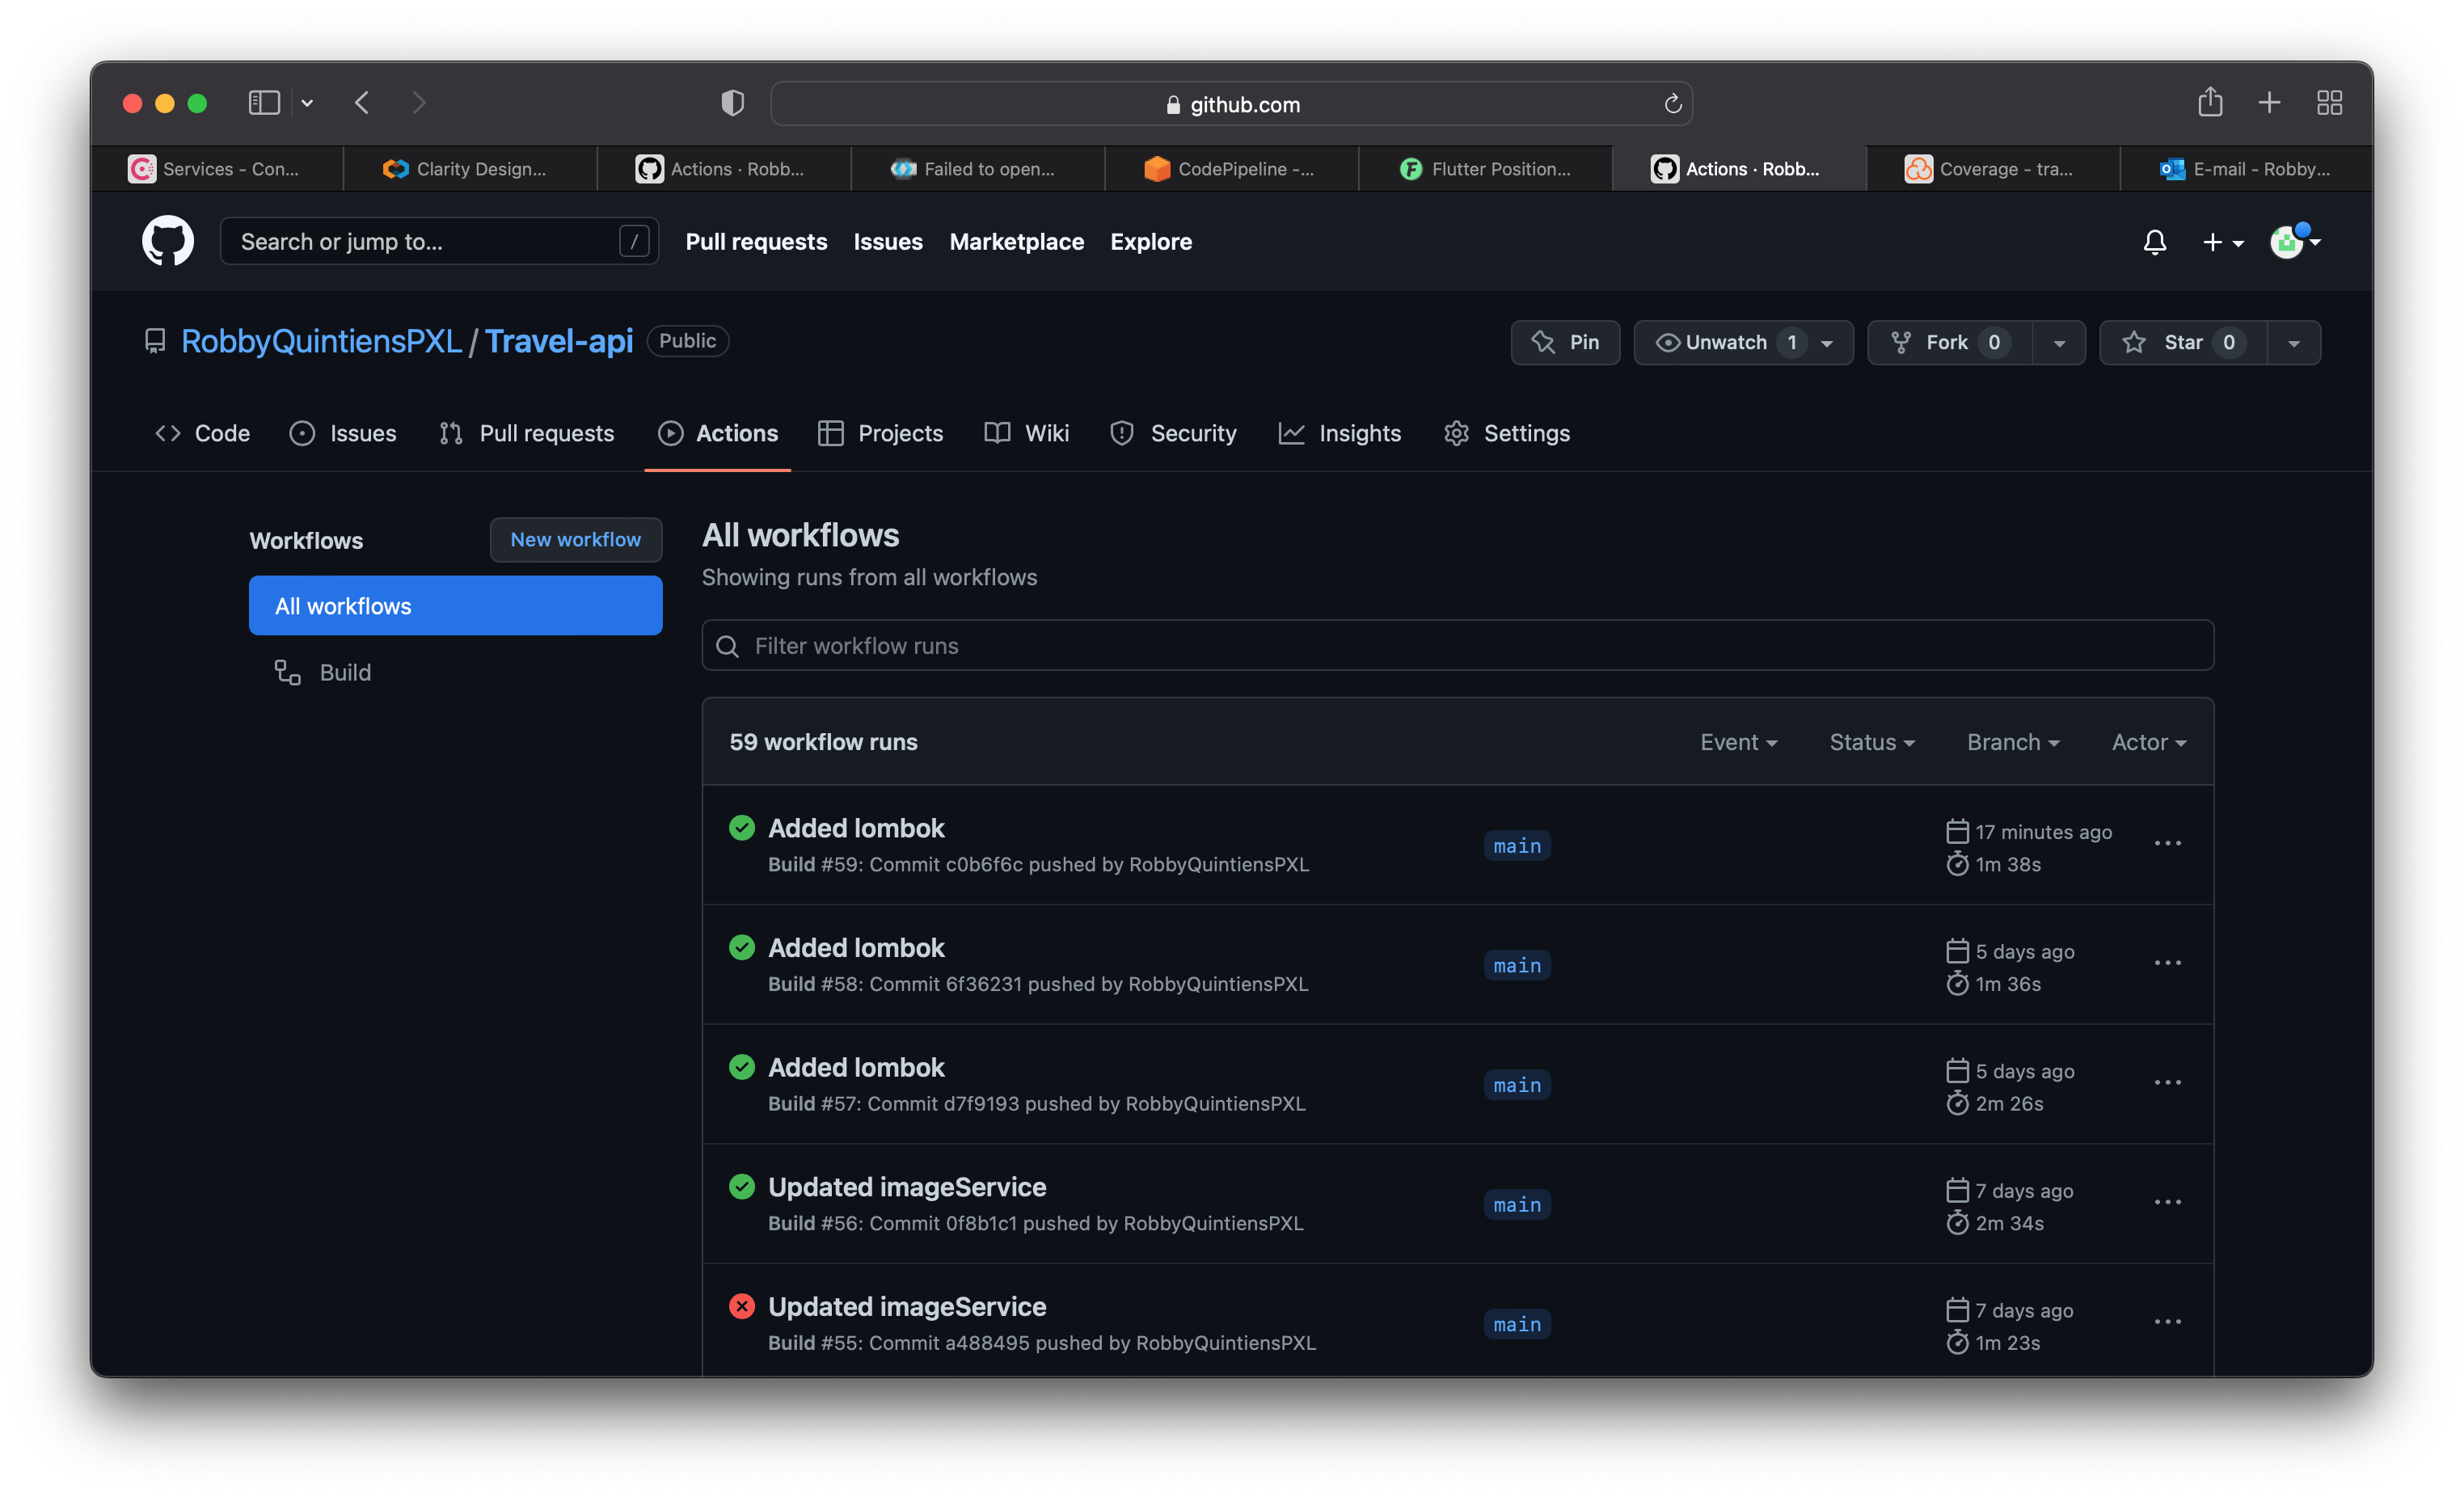 github.com
Services - Con...
Clarity Design...
Actions · Robb...
Failed to open...
CodePipeline -...
Flutter Position...
Actions · Robb...
Coverage - tra...
E-mail - Robby...
Search or jump to... /
Pull requests
Issues
Marketplace
Explore
RobbyQuintiensPXL / Travel-api Public
Pin
Unwatch 1
Fork 0
Star 0
Code
Issues
Pull requests
Actions
Projects
Wiki
Security
Insights
Settings
Workflows
New workflow
All workflows
Build
All workflows
Showing runs from all workflows
Filter workflow runs
59 workflow runs
Event
Status
Branch
Actor
Added lombok
Build #59: Commit c0b6f6c pushed by RobbyQuintiensPXL
main
17 minutes ago
1m 38s
Added lombok
Build #58: Commit 6f36231 pushed by RobbyQuintiensPXL
main
5 days ago
1m 36s
Added lombok
Build #57: Commit d7f9193 pushed by RobbyQuintiensPXL
main
5 days ago
2m 26s
Updated imageService
Build #56: Commit 0f8b1c1 pushed by RobbyQuintiensPXL
main
7 days ago
2m 34s
Updated imageService
Build #55: Commit a488495 pushed by RobbyQuintiensPXL
main
7 days ago
1m 23s